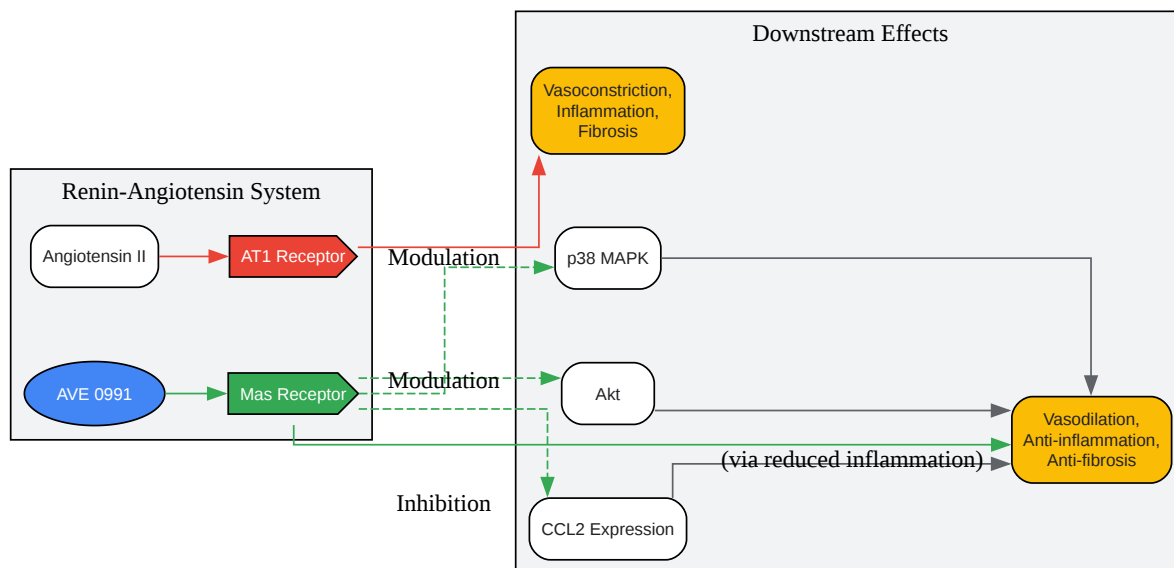 Downstream Effects
Vasoconstriction,
Inflammation,
Fibrosis
Renin-Angiotensin System
Angiotensin II
AT1 Receptor
Modulation
p38 MAPK
AVE 0991
Mas Receptor
Modulation
Akt
Vasodilation,
Anti-inflammation,
Anti-fibrosis
(via reduced inflammation)
Inhibition
CCL2 Expression